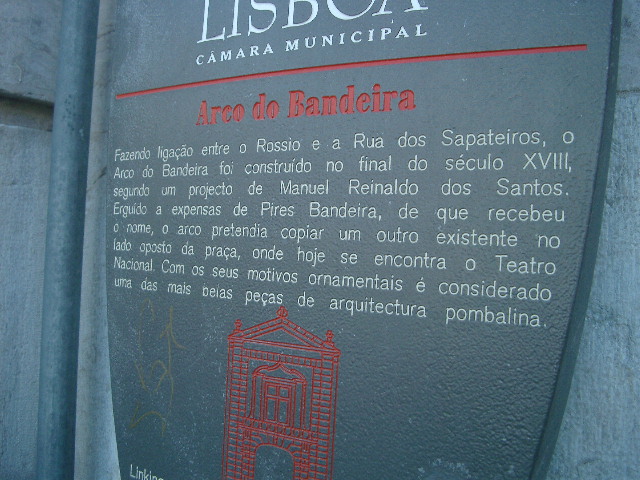 LISBOA
CÂMARA MUNICIPAL
Arco do Bandeira
Fazendo ligação entre o Rossio e a Rua dos Sapateiros, o
Arco do Bandeira foi construído no final do século XVIII,
segundo um projecto de Manuel Reinaldo dos Santos.
Erguído a expensas de Pires Bandeira, de que recebeu
o nome, o arco pretendia copiar um outro existente no
lado oposto da praça, onde hoje se encontra o Teatro
Nacional. Com os seus motivos ornamentais é considerado
uma das mais belas peças de arquitectura pombalina.
Linking